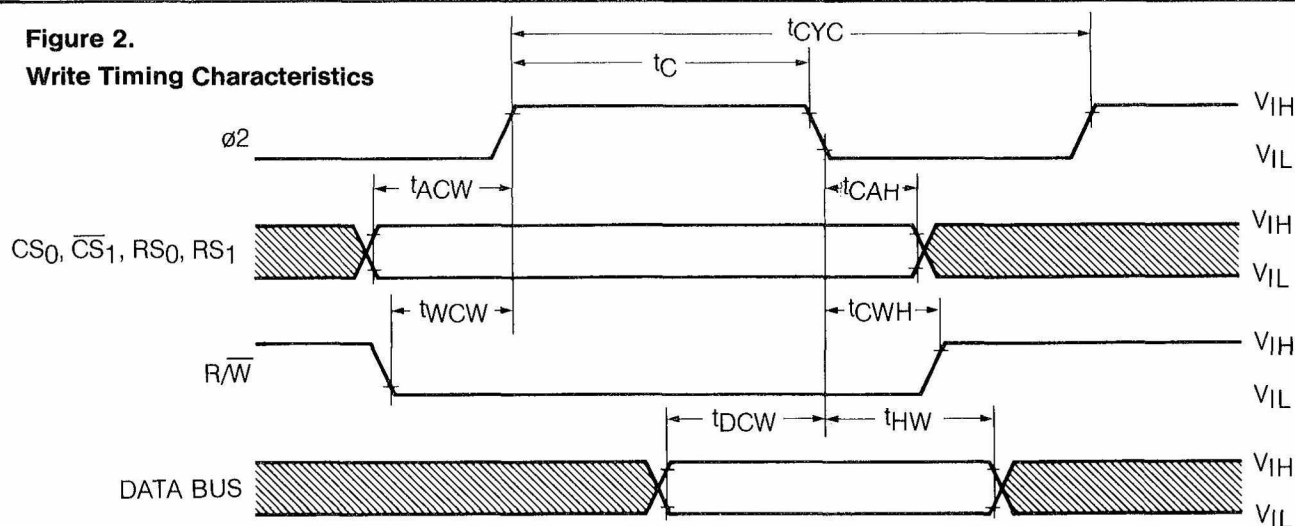 Figure 2.
Write Timing Characteristics
tCYC
tC
ø2
VIH
VIL
tACW
tCAH
CS0, C̅S̅1, RS0, RS1
VIH
VIL
tWCW
tCWH
R/W̅
VIH
VIL
tDCW
tHW
DATA BUS
VIH
VIL